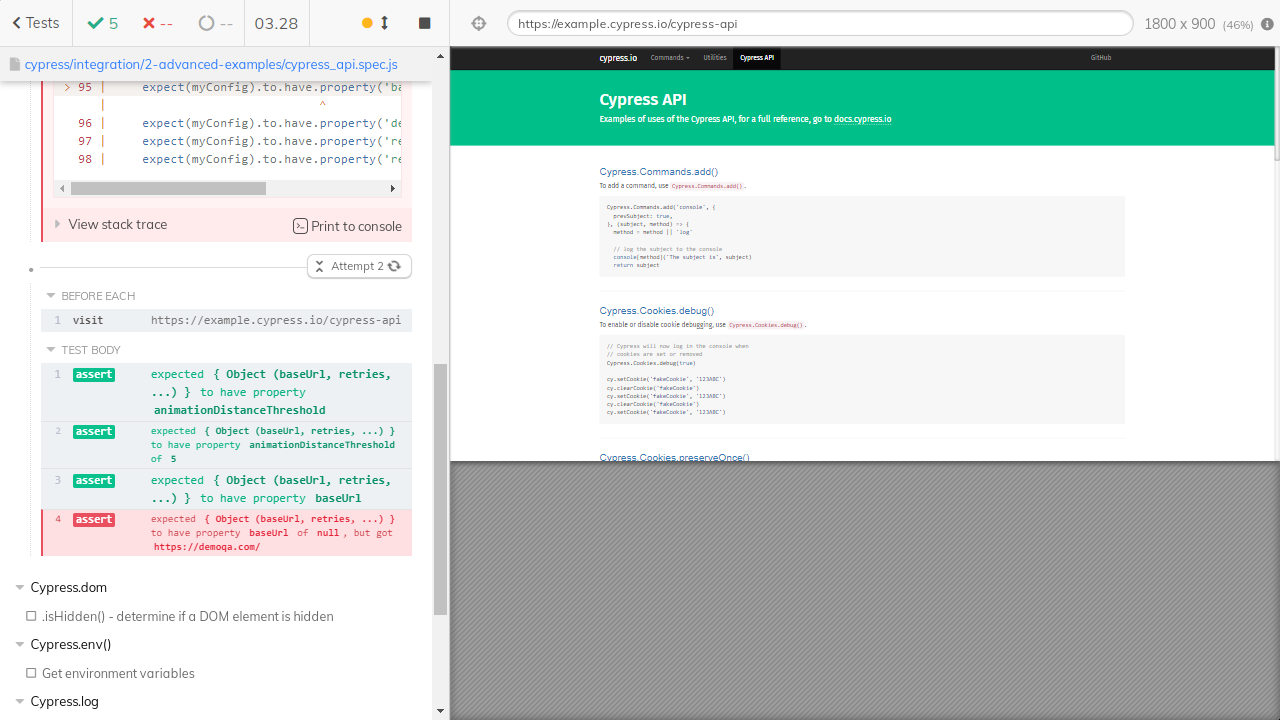 Tests
5
--
--
03.28
https://example.cypress.io/cypress-api
1800 x 900 (46%)
cypress/integration/2-advanced-examples/cypress_api.spec.js
> 95 | expect(myConfig).to.have.property('ba
| ^
96 | expect(myConfig).to.have.property('de
97 | expect(myConfig).to.have.property('re
98 | expect(myConfig).to.have.property('re
View stack trace
Print to console
Attempt 2
BEFORE EACH
1 visit https://example.cypress.io/cypress-api
TEST BODY
1 assert expected { Object (baseUrl, retries,
...) } to have property
animationDistanceThreshold
2 assert expected { Object (baseUrl, retries, ...) }
to have property animationDistanceThreshold
of 5
3 assert expected { Object (baseUrl, retries,
...) } to have property baseUrl
4 assert expected { Object (baseUrl, retries, ...) }
to have property baseUrl of null, but got
https://demoqa.com/
Cypress.dom
.isHidden() - determine if a DOM element is hidden
Cypress.env()
Get environment variables
Cypress.log
cypress.io Commands Utilities Cypress API GitHub
Cypress API
Examples of uses of the Cypress API, for a full reference, go to docs.cypress.io
Cypress.Commands.add()
To add a command, use Cypress.Commands.add().
Cypress.Commands.add('console', {
prevSubject: true,
}, (subject, method) => {
method = method || 'log'
// log the subject to the console
console[method]('The subject is', subject)
return subject
Cypress.Cookies.debug()
To enable or disable cookie debugging, use Cypress.Cookies.debug().
// Cypress will now log in the console when
// cookies are set or removed
Cypress.Cookies.debug(true)
cy.setCookie('fakeCookie', '123ABC')
cy.clearCookie('fakeCookie')
cy.setCookie('fakeCookie', '123ABC')
cy.clearCookie('fakeCookie')
cy.setCookie('fakeCookie', '123ABC')
Cypress.Cookies.preserveOnce()